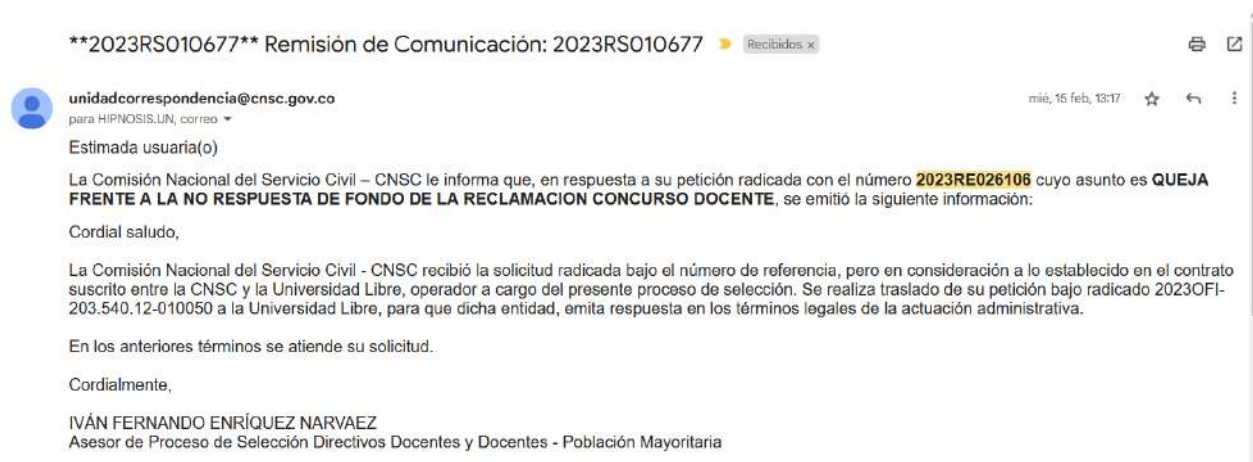 **2023RS010677** Remisión de Comunicación: 2023RS010677 Recibidos x
unidadcorrespondencia@cnsc.gov.co mié, 15 feb, 13:17
para HIPNOSIS.UN, correo
Estimada usuaria(o)
La Comisión Nacional del Servicio Civil – CNSC le informa que, en respuesta a su petición radicada con el número 2023RE026106 cuyo asunto es QUEJA
FRENTE A LA NO RESPUESTA DE FONDO DE LA RECLAMACION CONCURSO DOCENTE, se emitió la siguiente información:
Cordial saludo,
La Comisión Nacional del Servicio Civil - CNSC recibió la solicitud radicada bajo el número de referencia, pero en consideración a lo establecido en el contrato
suscrito entre la CNSC y la Universidad Libre, operador a cargo del presente proceso de selección. Se realiza traslado de su petición bajo radicado 2023OFI-
203.540.12-010050 a la Universidad Libre, para que dicha entidad, emita respuesta en los términos legales de la actuación administrativa.
En los anteriores términos se atiende su solicitud.
Cordialmente,
IVÁN FERNANDO ENRÍQUEZ NARVAEZ
Asesor de Proceso de Selección Directivos Docentes y Docentes - Población Mayoritaria